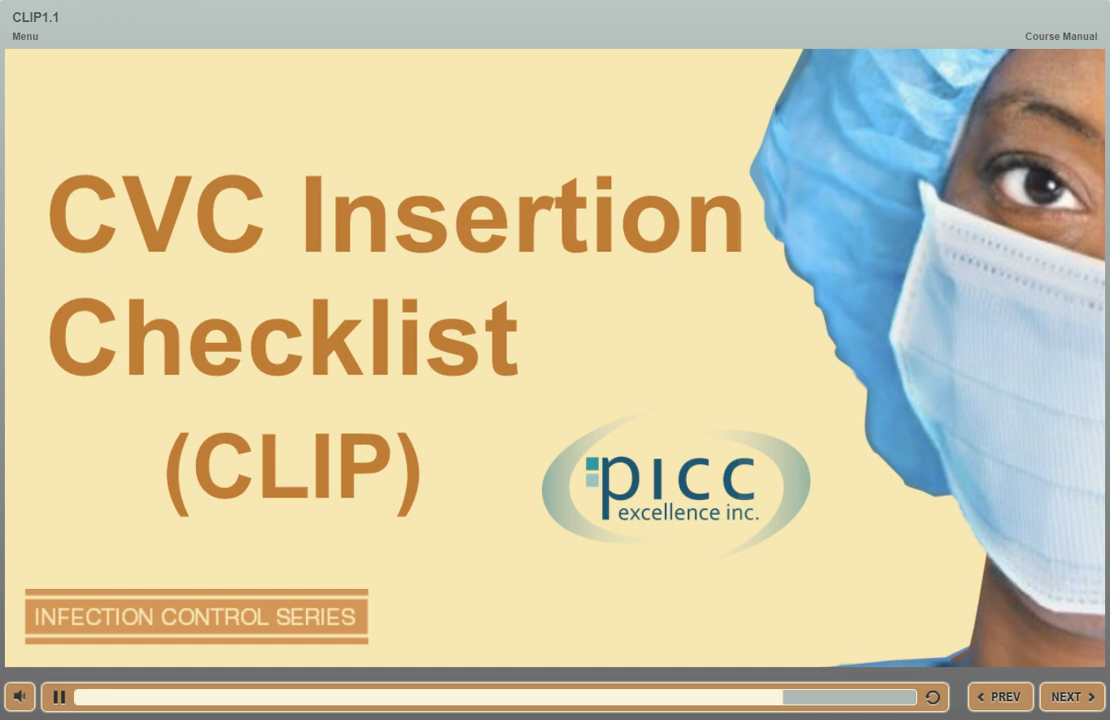 CLIP1.1
Menu
Course Manual
CVC Insertion
Checklist
(CLIP)
picc
excellence inc.
INFECTION CONTROL SERIES
PREV
NEXT